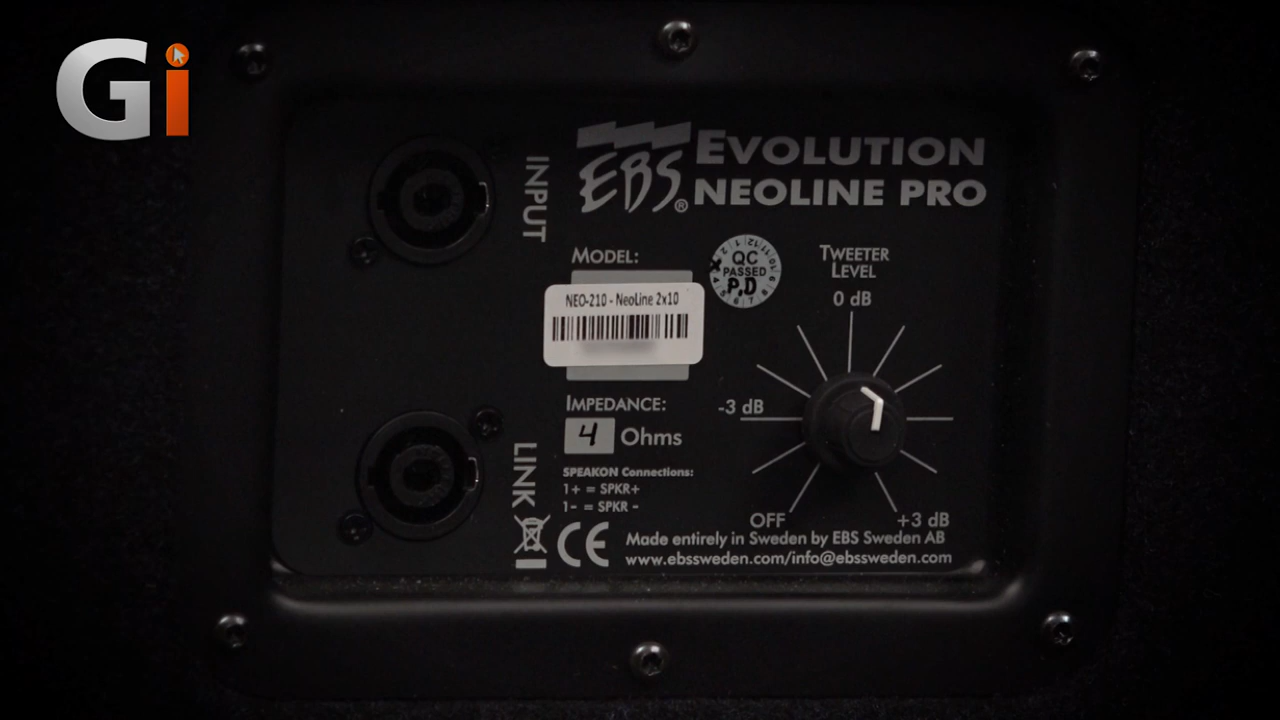 Gi
INPUT
EBS®
EVOLUTION
NEOLINE PRO
MODEL:
NEO-210 - NeoLine 2x10
QC
PASSED
P.D
TWEETER
LEVEL
0 dB
-3 dB
OFF
+3 dB
IMPEDANCE:
4 Ohms
LINK
SPEAKON Connections:
1+ = SPKR+
1- = SPKR -
CE
Made entirely in Sweden by EBS Sweden AB
www.ebssweden.com/info@ebssweden.com